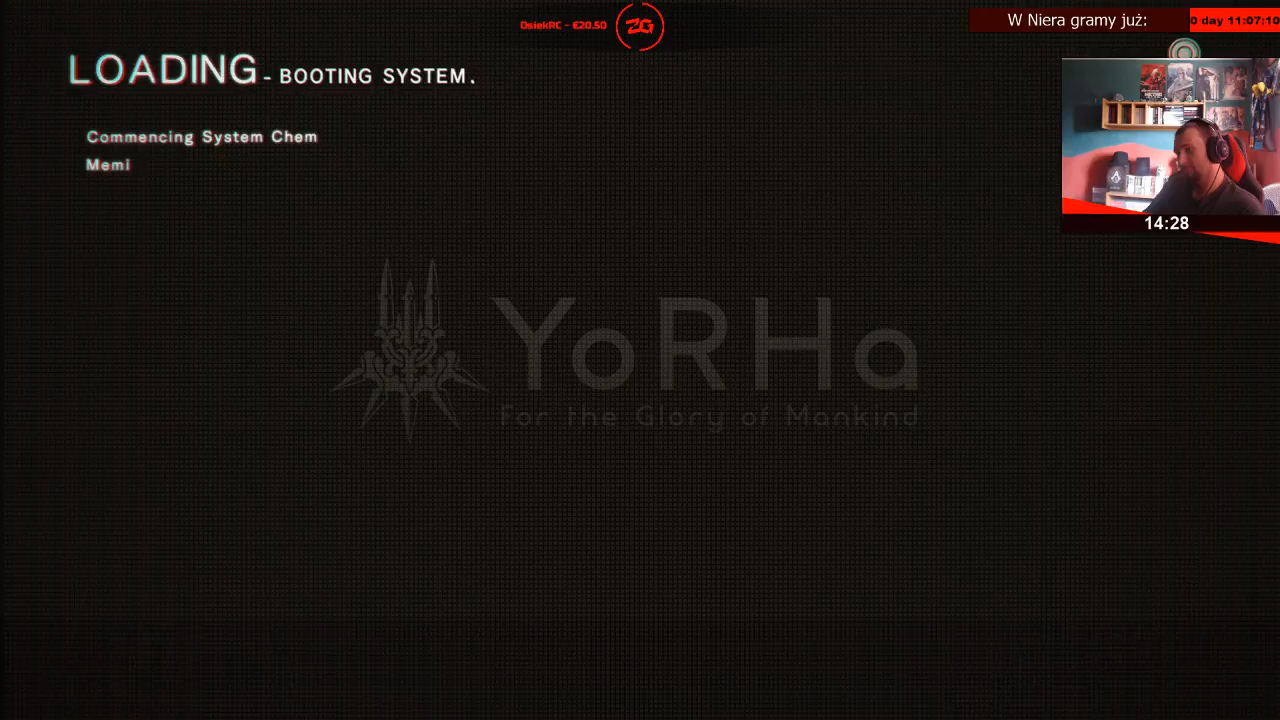 OsiekRC - €20.50
ZG
W Niera gramy już:
0 day 11:07:10
LOADING - BOOTING SYSTEM.
Commencing System Chem
Memi
14:28
YoRHa
For the Glory of Mankind